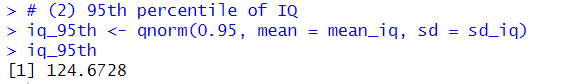 > # (2) 95th percentile of IQ
> iq_95th <- qnorm(0.95, mean = mean_iq, sd = sd_iq)
> iq_95th
[1] 124.6728